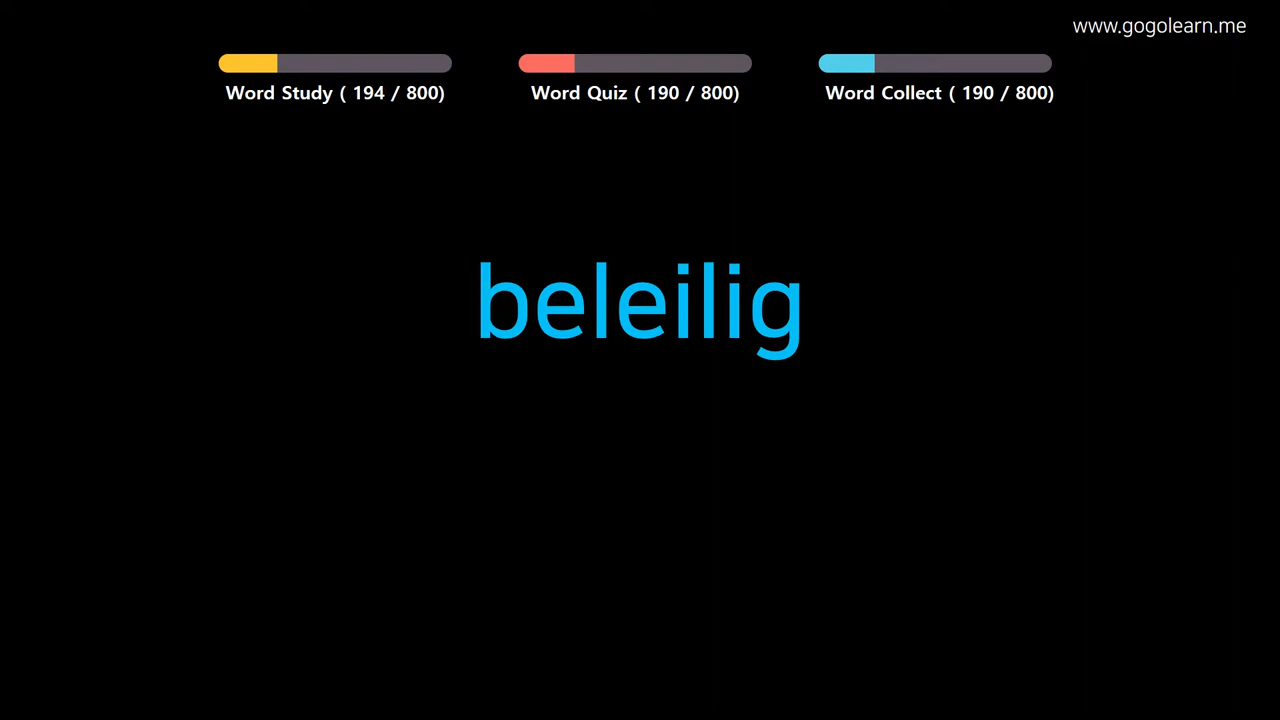 www.gogolearn.me
Word Study ( 194 / 800)
Word Quiz ( 190 / 800)
Word Collect ( 190 / 800)
beleilig